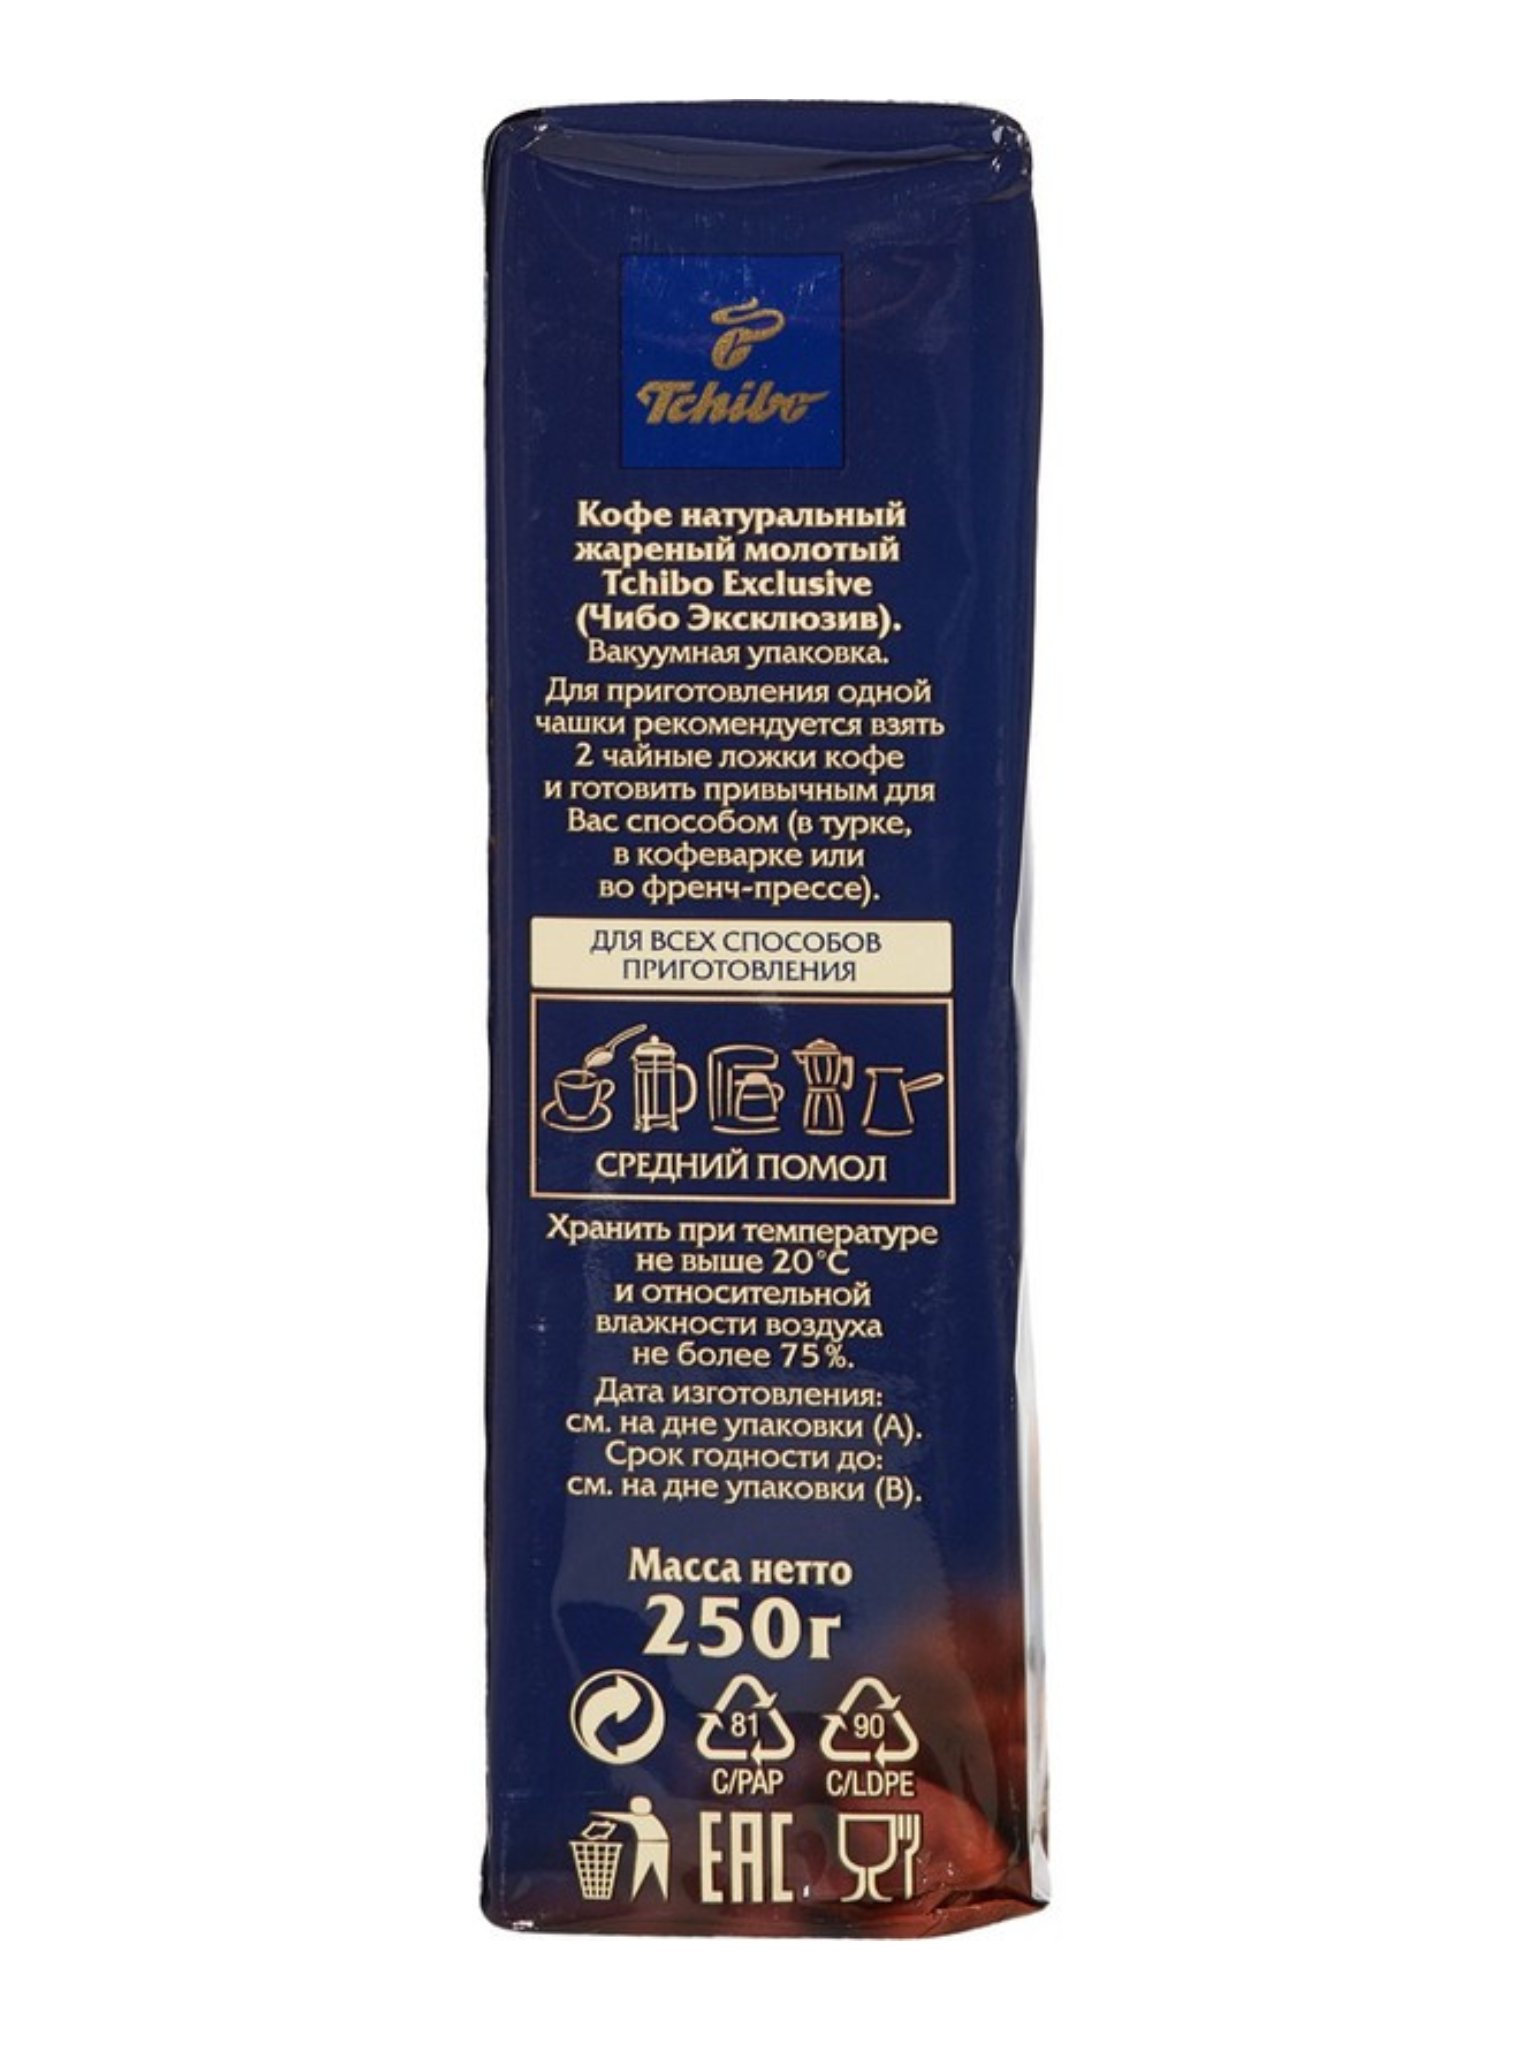 Tchibo
Кофе натуральный
жареный молотый
Tchibo Exclusive
(Чибо Эксклюзив).
Вакуумная упаковка.
Для приготовления одной
чашки рекомендуется взять
2 чайные ложки кофе
и готовить привычным для
Вас способом (в турке,
в кофеварке или
во френч-прессе).
ДЛЯ ВСЕХ СПОСОБОВ
ПРИГОТОВЛЕНИЯ
СРЕДНИЙ ПОМОЛ
Хранить при температуре
не выше 20°С
и относительной
влажности воздуха
не более 75%.
Дата изготовления:
см. на дне упаковки (А).
Срок годности до:
см. на дне упаковки (В).
Масса нетто
250г
81 90
C/PAP C/LDPE
EAC